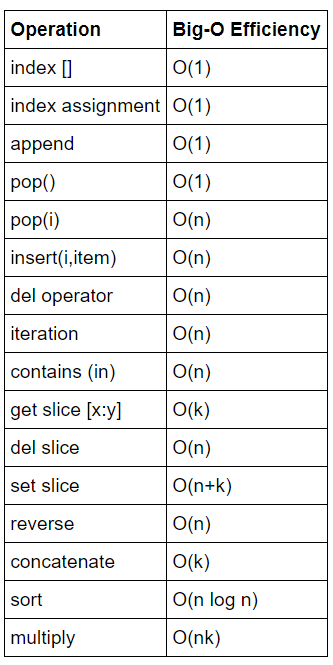 Operation Big-O Efficiency
index [] O(1)
index assignment O(1)
append O(1)
pop() O(1)
pop(i) O(n)
insert(i,item) O(n)
del operator O(n)
iteration O(n)
contains (in) O(n)
get slice [x:y] O(k)
del slice O(n)
set slice O(n+k)
reverse O(n)
concatenate O(k)
sort O(n log n)
multiply O(nk)